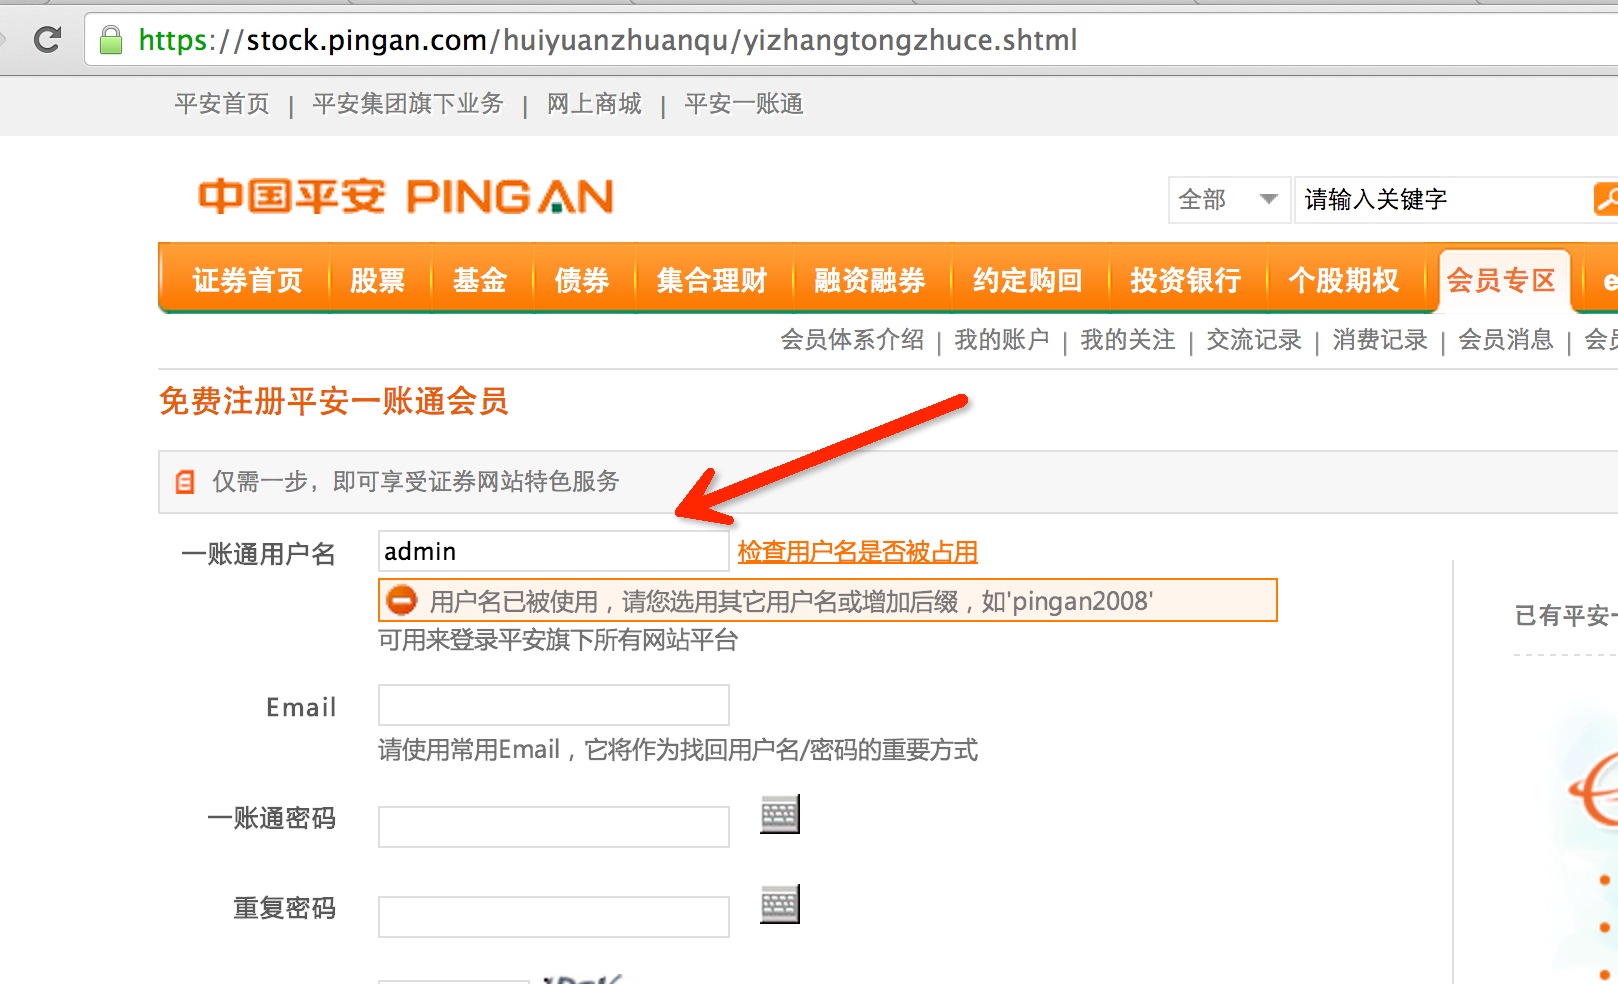 https://stock.pingan.com/huiyuanzhuanqu/yizhangtongzhuce.shtml
平安首页 | 平安集团旗下业务 | 网上商城 | 平安一账通
中国平安 PINGAN
全部 请输入关键字
证券首页 股票 基金 债券 集合理财 融资融券 约定购回 投资银行 个股期权 会员专区 e
会员体系介绍 | 我的账户 | 我的关注 | 交流记录 | 消费记录 | 会员消息 | 会员
免费注册平安一账通会员
仅需一步，即可享受证券网站特色服务
一账通用户名 admin 检查用户名是否被占用
用户名已被使用，请您选用其它用户名或增加后缀，如'pingan2008'
可用来登录平安旗下所有网站平台
已有平安一
Email
请使用常用Email，它将作为找回用户名/密码的重要方式
一账通密码
重复密码